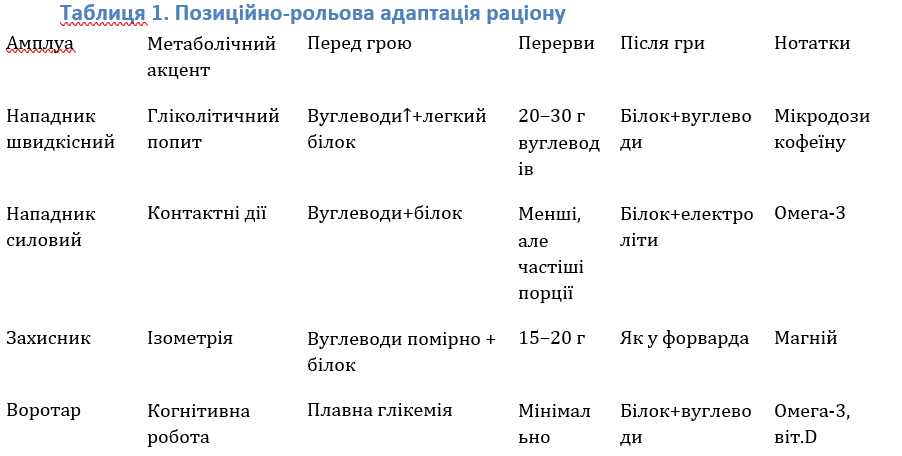 Таблиця 1. Позиційно-рольова адаптація раціону
Амплуа Метаболічний акцент Перед грою Перерви Після гри Нотатки
Нападник швидкісний Гліколітичний попит Вуглеводи↑+легкий білок 20–30 г вуглеводів Білок+вуглеводи Мікродози кофеїну
Нападник силовий Контактні дії Вуглеводи+білок Менші, але частіші порції Білок+електроліти Омега-3
Захисник Ізометрія Вуглеводи помірно + білок 15–20 г Як у форварда Магній
Воротар Когнітивна робота Плавна глікемія Мінімально Білок+вуглеводи Омега-3, віт.D